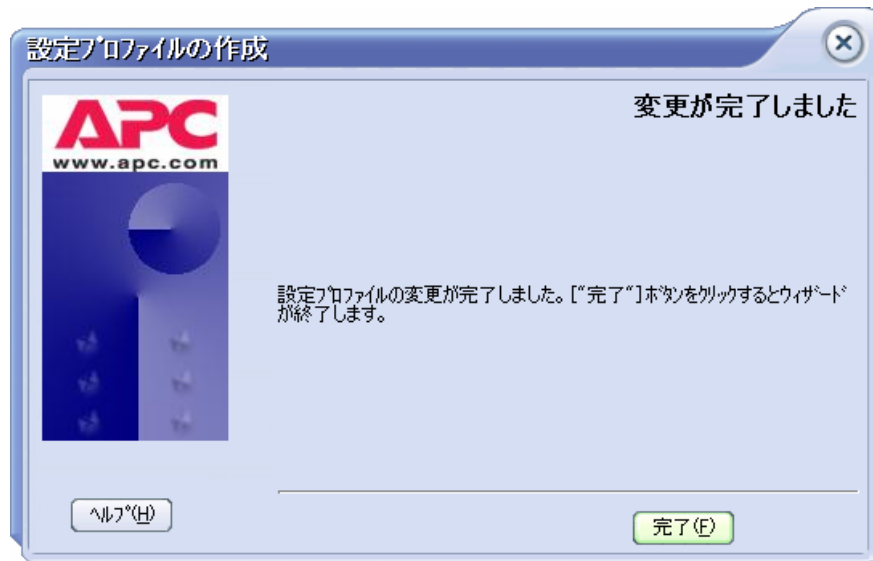 設定ﾌﾟﾛﾌｧｲﾙの作成
APC
www.apc.com
変更が完了しました
設定ﾌﾟﾛﾌｧｲﾙの変更が完了しました。["完了"]ﾎﾞﾀﾝをｸﾘｯｸするとｳｨｻﾞｰﾄﾞ
が終了します。
ﾍﾙﾌﾟ(H)
完了(F)